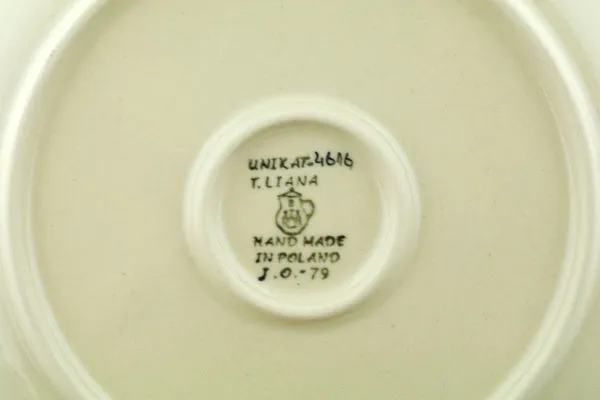 UNIKAT-4616
T.LIANA
HAND MADE
IN POLAND
J.O.-79